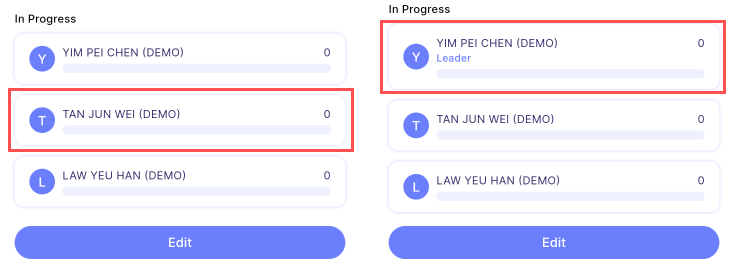 In Progress
Y
YIM PEI CHEN (DEMO) 0
T
TAN JUN WEI (DEMO) 0
L
LAW YEU HAN (DEMO) 0
Edit
In Progress
Y
YIM PEI CHEN (DEMO) 0
Leader
T
TAN JUN WEI (DEMO) 0
L
LAW YEU HAN (DEMO) 0
Edit